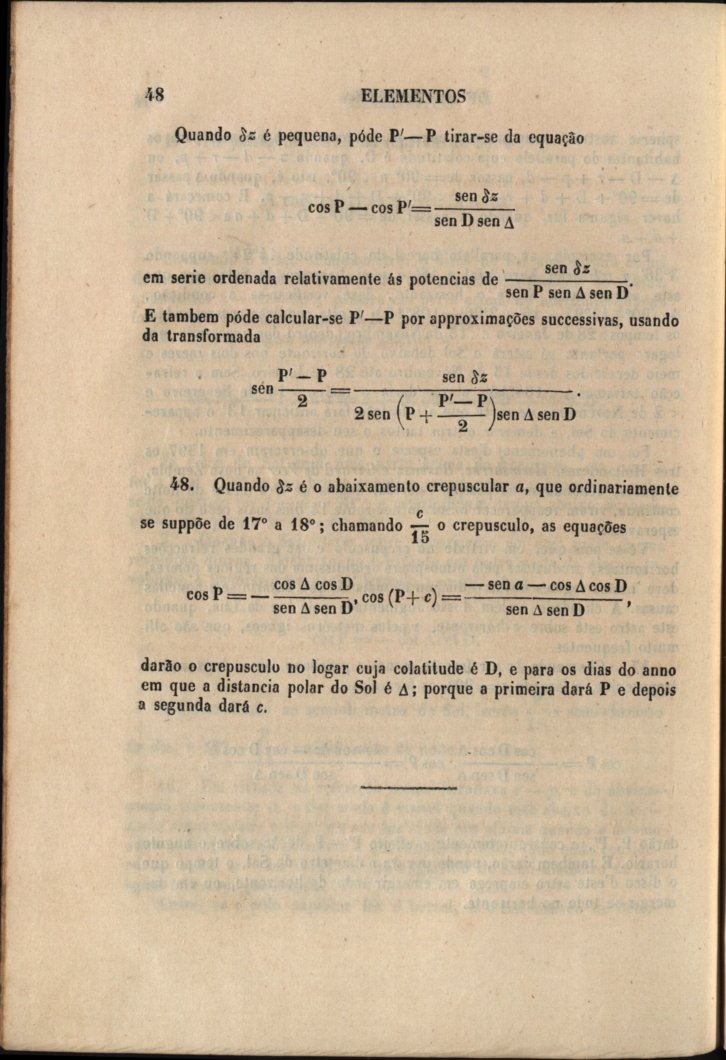 48 ELEMENTOS
Quando δz é pequena, póde P′—P tirar-se da equação
cos P — cos P′ = sen δz / sen D sen Δ
em serie ordenada relativamente ás potencias de sen δz / sen P sen Δ sen D.
E tambem póde calcular-se P′—P por approximações successivas, usando
da transformada
sen P′ — P / 2 = sen δz / 2 sen (P + P′— P / 2) sen Δ sen D.
48. Quando δz é o abaixamento crepuscular a, que ordinariamente
se suppõe de 17° a 18°; chamando c / 15 o crepusculo, as equações
cos P = — cos Δ cos D / sen Δ sen D, cos (P + c) = — sen a — cos Δ cos D / sen Δ sen D,
darão o crepusculo no logar cuja colatitude é D, e para os dias do anno
em que a distancia polar do Sol é Δ; porque a primeira dará P e depois
a segunda dará c.